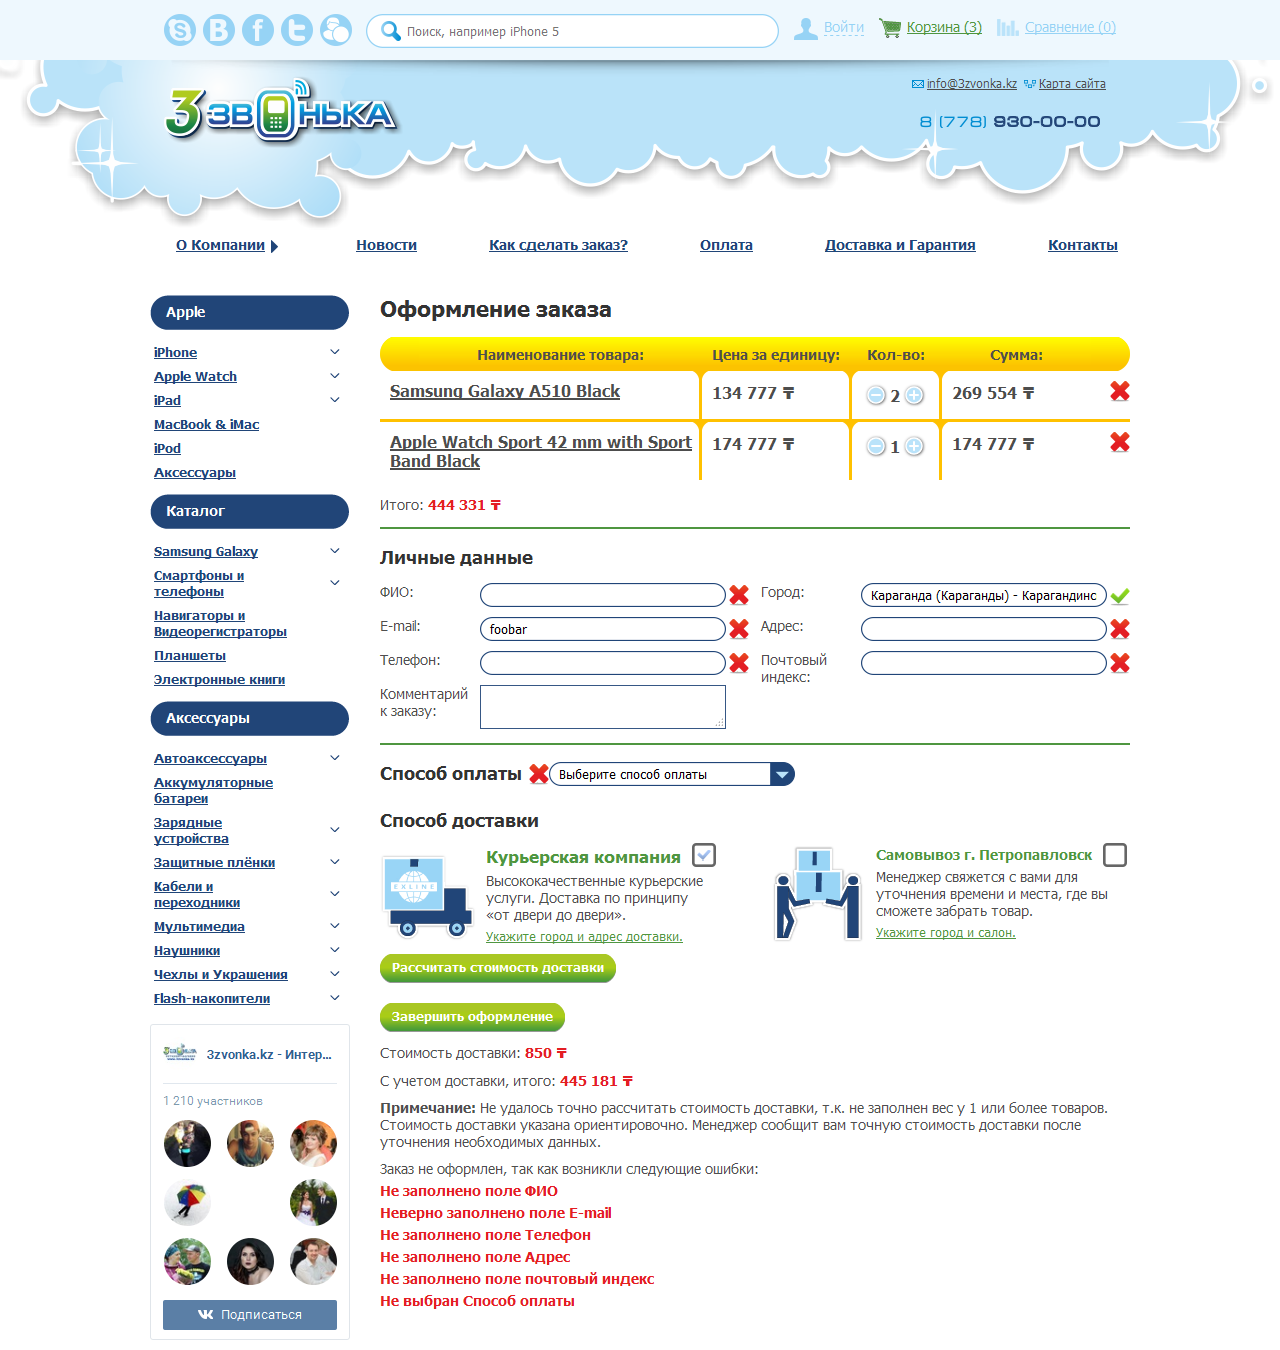 Поиск, например iPhone 5
Войти
Корзина (3)
Сравнение (0)
3 ЗВОНЬКА
info@3zvonka.kz Карта сайта
8 (778) 930-00-00
О Компании
Новости
Как сделать заказ?
Оплата
Доставка и Гарантия
Контакты
Apple
iPhone
Apple Watch
iPad
MacBook & iMac
iPod
Аксессуары
Каталог
Samsung Galaxy
Смартфоны и
телефоны
Навигаторы и
Видеорегистраторы
Планшеты
Электронные книги
Аксессуары
Автоаксессуары
Аккумуляторные
батареи
Зарядные
устройства
Защитные плёнки
Кабели и
переходники
Мультимедиа
Наушники
Чехлы и Украшения
Flash-накопители
3zvonka.kz - Интер...
1 210 участников
Подписаться
Оформление заказа
Наименование товара: Цена за единицу: Кол-во: Сумма:
Samsung Galaxy A510 Black 134 777 ₸ 2 269 554 ₸
Apple Watch Sport 42 mm with Sport 174 777 ₸ 1 174 777 ₸
Band Black
Итого: 444 331 ₸
Личные данные
ФИО:
Город: Караганда (Караганды) - Карагандинс
E-mail: foobar
Адрес:
Телефон:
Почтовый
индекс:
Комментарий
к заказу:
Способ оплаты Выберите способ оплаты
Способ доставки
EXLINE
Курьерская компания
Высококачественные курьерские
услуги. Доставка по принципу
«от двери до двери».
Укажите город и адрес доставки.
Самовывоз г. Петропавловск
Менеджер свяжется с вами для
уточнения времени и места, где вы
сможете забрать товар.
Укажите город и салон.
Рассчитать стоимость доставки
Завершить оформление
Стоимость доставки: 850 ₸
С учетом доставки, итого: 445 181 ₸
Примечание: Не удалось точно рассчитать стоимость доставки, т.к. не заполнен вес у 1 или более товаров.
Стоимость доставки указана ориентировочно. Менеджер сообщит вам точную стоимость доставки после
уточнения необходимых данных.
Заказ не оформлен, так как возникли следующие ошибки:
Не заполнено поле ФИО
Неверно заполнено поле E-mail
Не заполнено поле Телефон
Не заполнено поле Адрес
Не заполнено поле почтовый индекс
Не выбран Способ оплаты